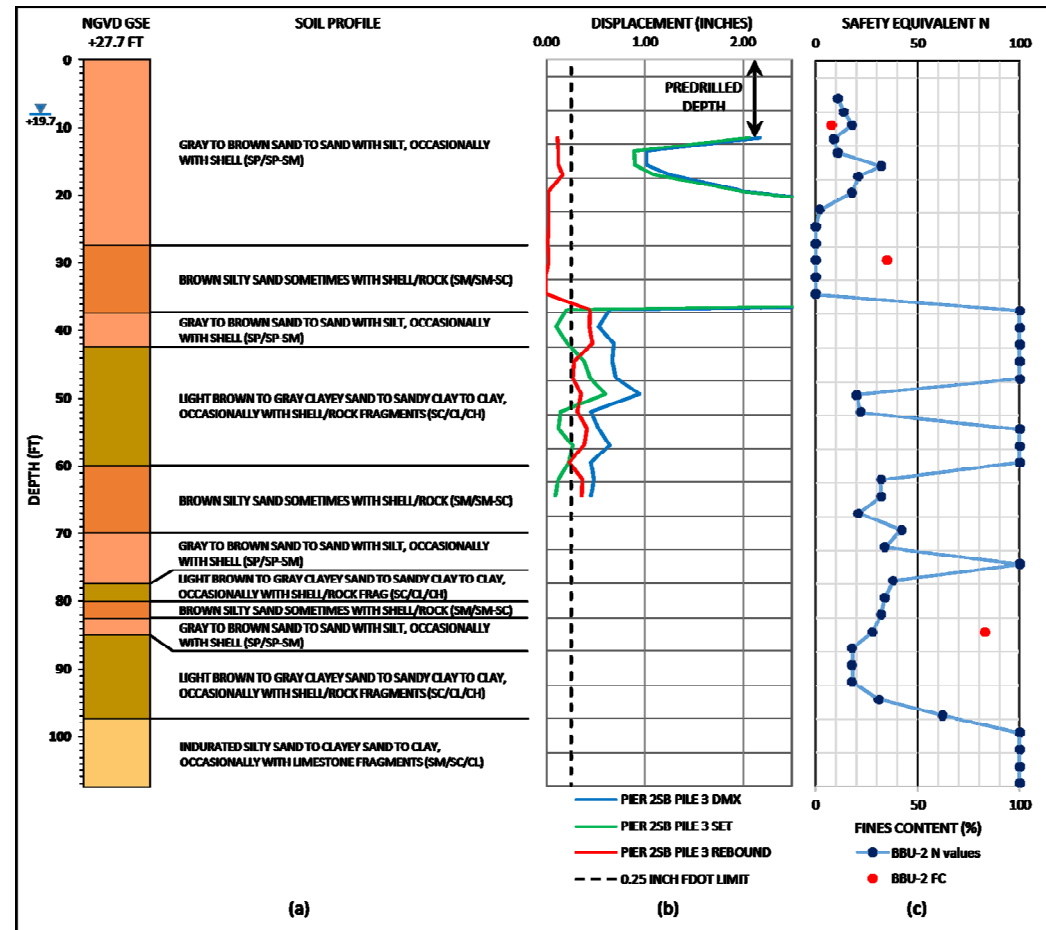 NGVD GSE
+27.7 FT
SOIL PROFILE
DISPLACEMENT (INCHES)
SAFETY EQUIVALENT N
0.00 1.00 2.00
0 100
DEPTH (FT)
0
10
20
30
40
50
60
70
80
90
100
+19.7
GRAY TO BROWN SAND TO SAND WITH SILT, OCCASIONALLY
WITH SHELL (SP/SP-SM)
BROWN SILTY SAND SOMETIMES WITH SHELL/ROCK (SM/SM-SC)
GRAY TO BROWN SAND TO SAND WITH SILT, OCCASIONALLY
WITH SHELL (SP/SP-SM)
LIGHT BROWN TO GRAY CLAYEY SAND TO SANDY CLAY TO CLAY,
OCCASIONALLY WITH SHELL/ROCK FRAGMENTS (SC/CL/CH)
BROWN SILTY SAND SOMETIMES WITH SHELL/ROCK (SM/SM-SC)
GRAY TO BROWN SAND TO SAND WITH SILT, OCCASIONALLY
WITH SHELL (SP/SP-SM)
LIGHT BROWN TO GRAY CLAYEY SAND TO SANDY CLAY TO CLAY,
OCCASIONALLY WITH SHELL/ROCK FRAG (SC/CL/CH)
BROWN SILTY SAND SOMETIMES WITH SHELL/ROCK (SM/SM-SC)
GRAY TO BROWN SAND TO SAND WITH SILT, OCCASIONALLY
WITH SHELL (SP/SP-SM)
LIGHT BROWN TO GRAY CLAYEY SAND TO SANDY CLAY TO CLAY,
OCCASIONALLY WITH SHELL/ROCK FRAGMENTS (SC/CL/CH)
INDURATED SILTY SAND TO CLAYEY SAND TO CLAY,
OCCASIONALLY WITH LIMESTONE FRAGMENTS (SM/SC/CL)
PREDRILLED
DEPTH
PIER 2SB PILE 3 DMX
PIER 2SB PILE 3 SET
PIER 2SB PILE 3 REBOUND
0.25 INCH FDOT LIMIT
0 100
FINES CONTENT (%)
BBU-2 N values
BBU-2 FC
(a)
(b)
(c)